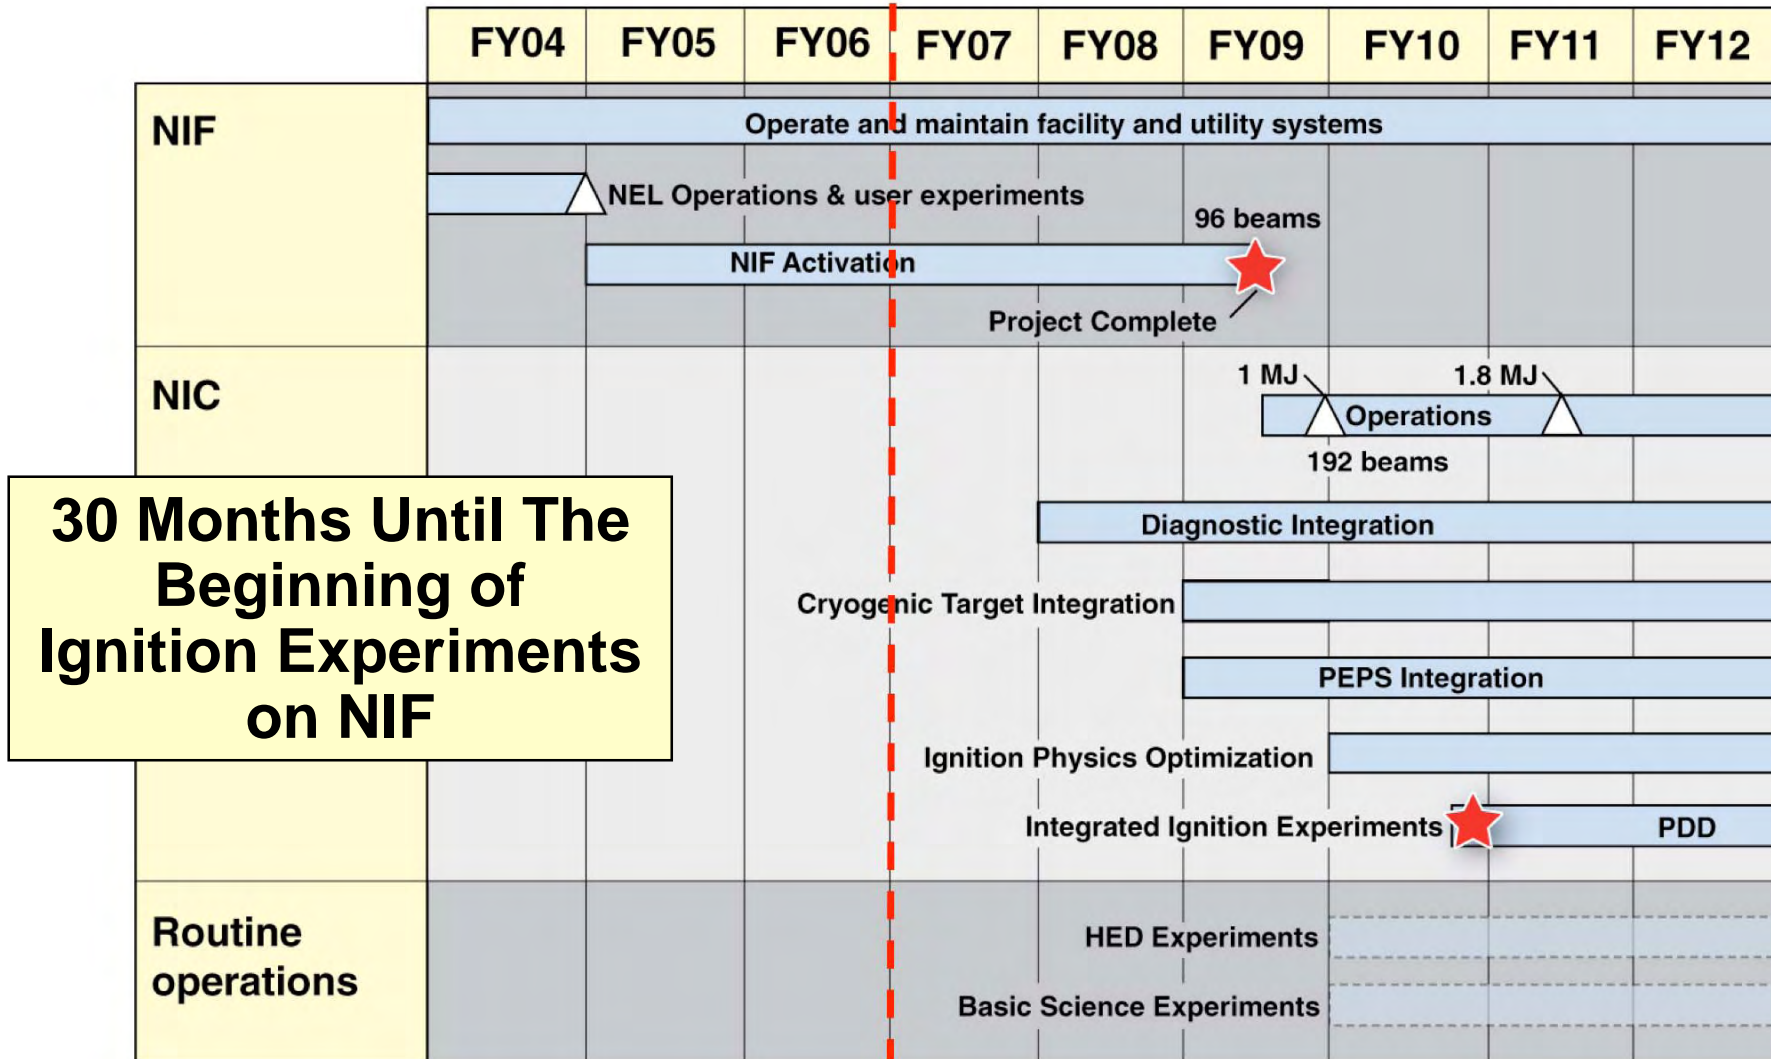 FY04 FY05 FY06 FY07 FY08 FY09 FY10 FY11 FY12
NIF
Operate and maintain facility and utility systems
NEL Operations & user experiments
96 beams
NIF Activation
Project Complete
NIC
1 MJ
1.8 MJ
Operations
192 beams
30 Months Until The
Beginning of
Ignition Experiments
on NIF
Diagnostic Integration
Cryogenic Target Integration
PEPS Integration
Ignition Physics Optimization
Integrated Ignition Experiments
PDD
Routine
operations
HED Experiments
Basic Science Experiments